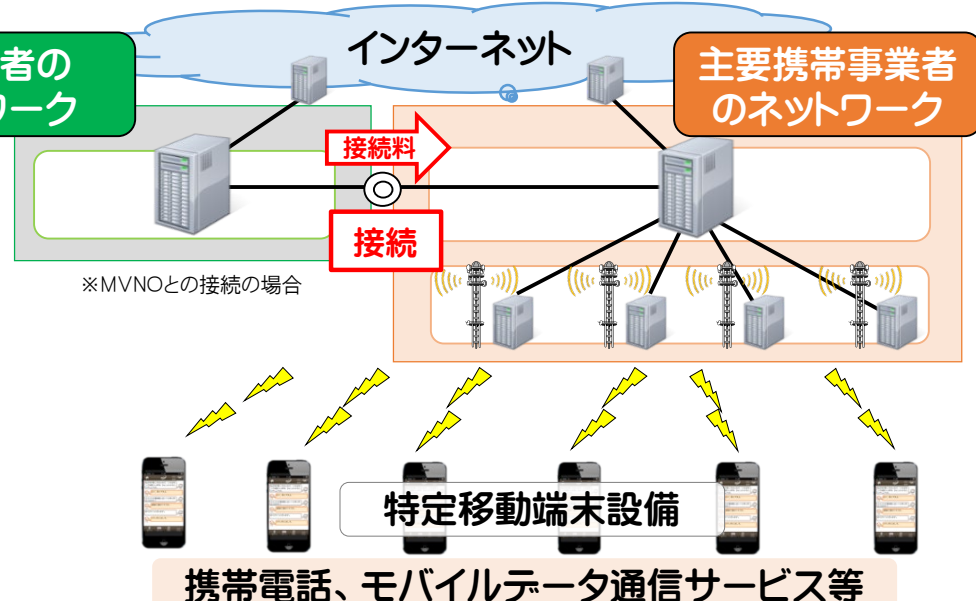 インターネット
者の
ワーク
主要携帯事業者
のネットワーク
接続料
接続
※MVNOとの接続の場合
特定移動端末設備
携帯電話、モバイルデータ通信サービス等